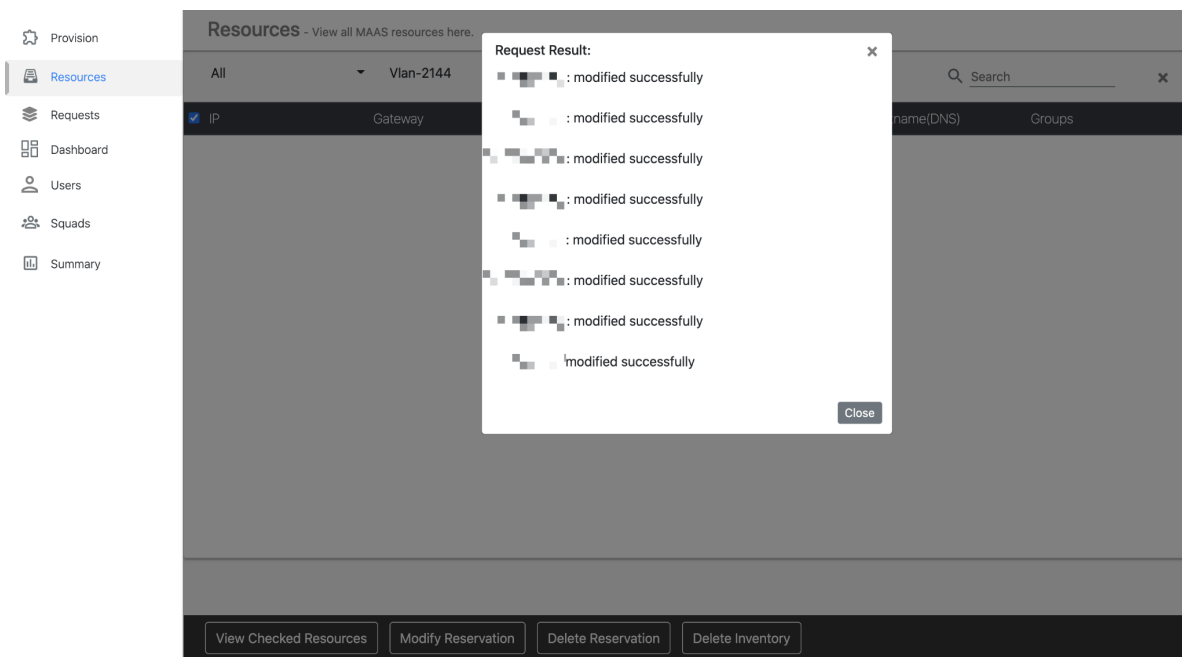 Provision
Resources
Requests
Dashboard
Users
Squads
Summary
Resources - View all MAAS resources here.
All
Vlan-2144
Search
IP
Gateway
name(DNS)
Groups
Request Result:
: modified successfully
: modified successfully
: modified successfully
: modified successfully
: modified successfully
: modified successfully
: modified successfully
modified successfully
Close
View Checked Resources
Modify Reservation
Delete Reservation
Delete Inventory